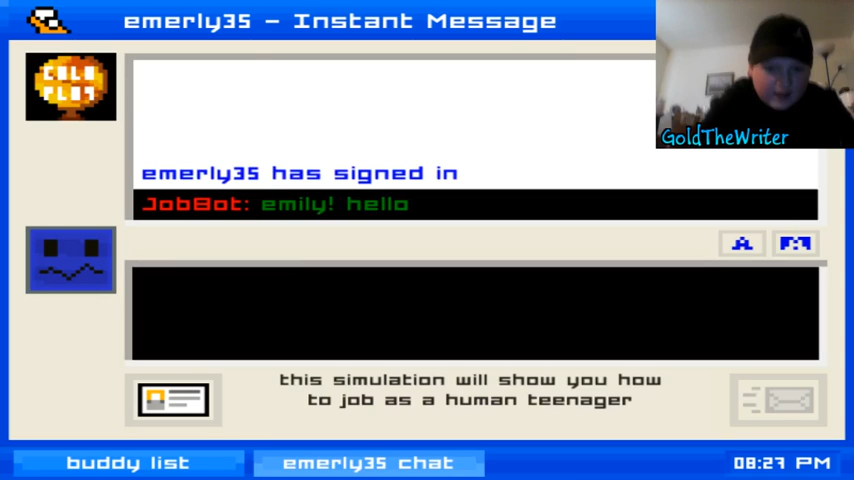 emerly35 - Instant Message
COLD
PLAY
GoldTheWriter
emerly35 has signed in
JobBot: emily! hello
A
this simulation will show you how
to job as a human teenager
buddy list
emerly35 chat
08:27 PM